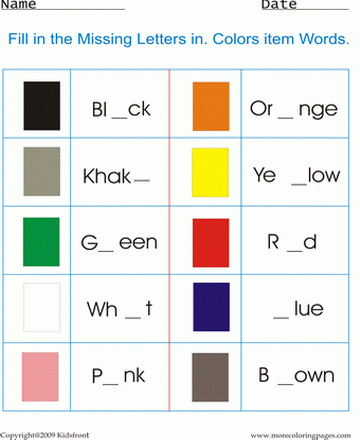 Name Date
Fill in the Missing Letters in. Colors item Words.
Bl _ck Or _ nge
Khak_ Ye _low
G_ een R _d
Wh _ t _ lue
P_ nk B _own
Copyright@2009 Kidsfront www.morecoloringpages.com